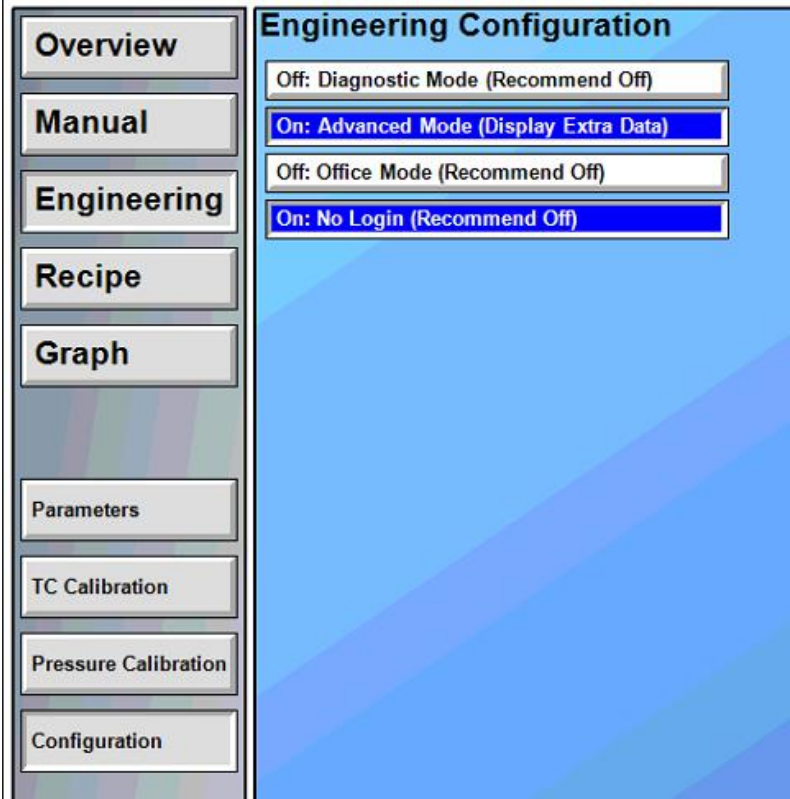 Overview
Manual
Engineering
Recipe
Graph
Parameters
TC Calibration
Pressure Calibration
Configuration
Engineering Configuration
Off: Diagnostic Mode (Recommend Off)
On: Advanced Mode (Display Extra Data)
Off: Office Mode (Recommend Off)
On: No Login (Recommend Off)